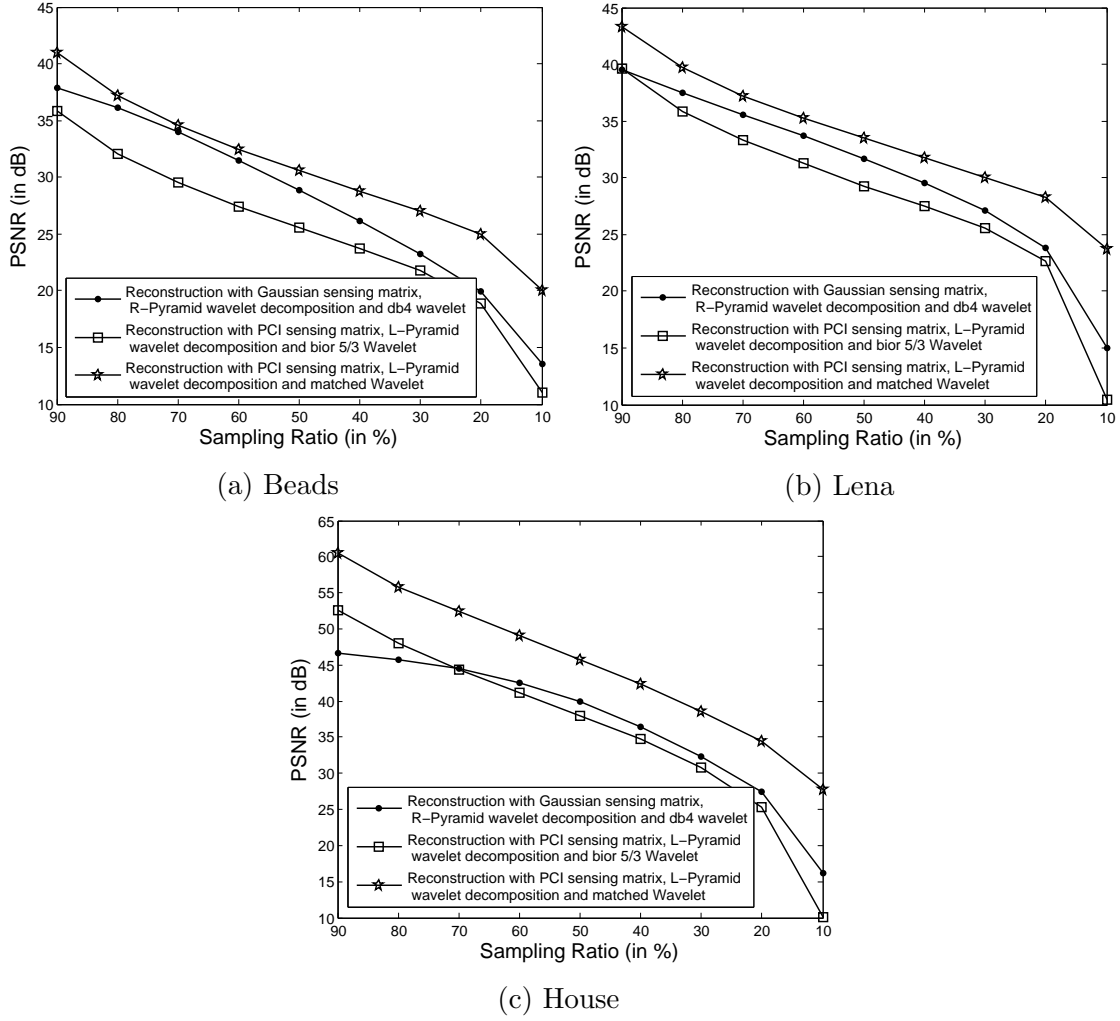 45
40
35
30
25
20
15
10
PSNR (in dB)
Reconstruction with Gaussian sensing matrix,
R−Pyramid wavelet decomposition and db4 wavelet
Reconstruction with PCI sensing matrix, L−Pyramid
wavelet decomposition and bior 5/3 Wavelet
Reconstruction with PCI sensing matrix, L−Pyramid
wavelet decomposition and matched Wavelet
90 80 70 60 50 40 30 20 10
Sampling Ratio (in %)
(a) Beads
45
40
35
30
25
20
15
10
PSNR (in dB)
Reconstruction with Gaussian sensing matrix,
R−Pyramid wavelet decomposition and db4 wavelet
Reconstruction with PCI sensing matrix, L−Pyramid
wavelet decomposition and bior 5/3 Wavelet
Reconstruction with PCI sensing matrix, L−Pyramid
wavelet decomposition and matched Wavelet
90 80 70 60 50 40 30 20 10
Sampling Ratio (in %)
(b) Lena
65
60
55
50
45
40
35
30
25
20
15
10
PSNR (in dB)
Reconstruction with Gaussian sensing matrix,
R−Pyramid wavelet decomposition and db4 wavelet
Reconstruction with PCI sensing matrix, L−Pyramid
wavelet decomposition and bior 5/3 Wavelet
Reconstruction with PCI sensing matrix, L−Pyramid
wavelet decomposition and matched Wavelet
90 80 70 60 50 40 30 20 10
Sampling Ratio (in %)
(c) House